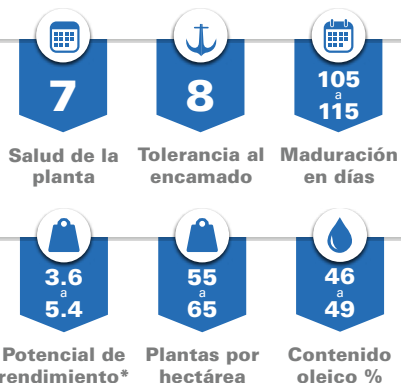 7
8
105
a
115
Salud de la
planta
Tolerancia al
encamado
Maduración
en días
3.6
a
5.4
55
a
65
46
a
49
Potencial de
rendimiento*
Plantas por
hectárea
Contenido
oleico %